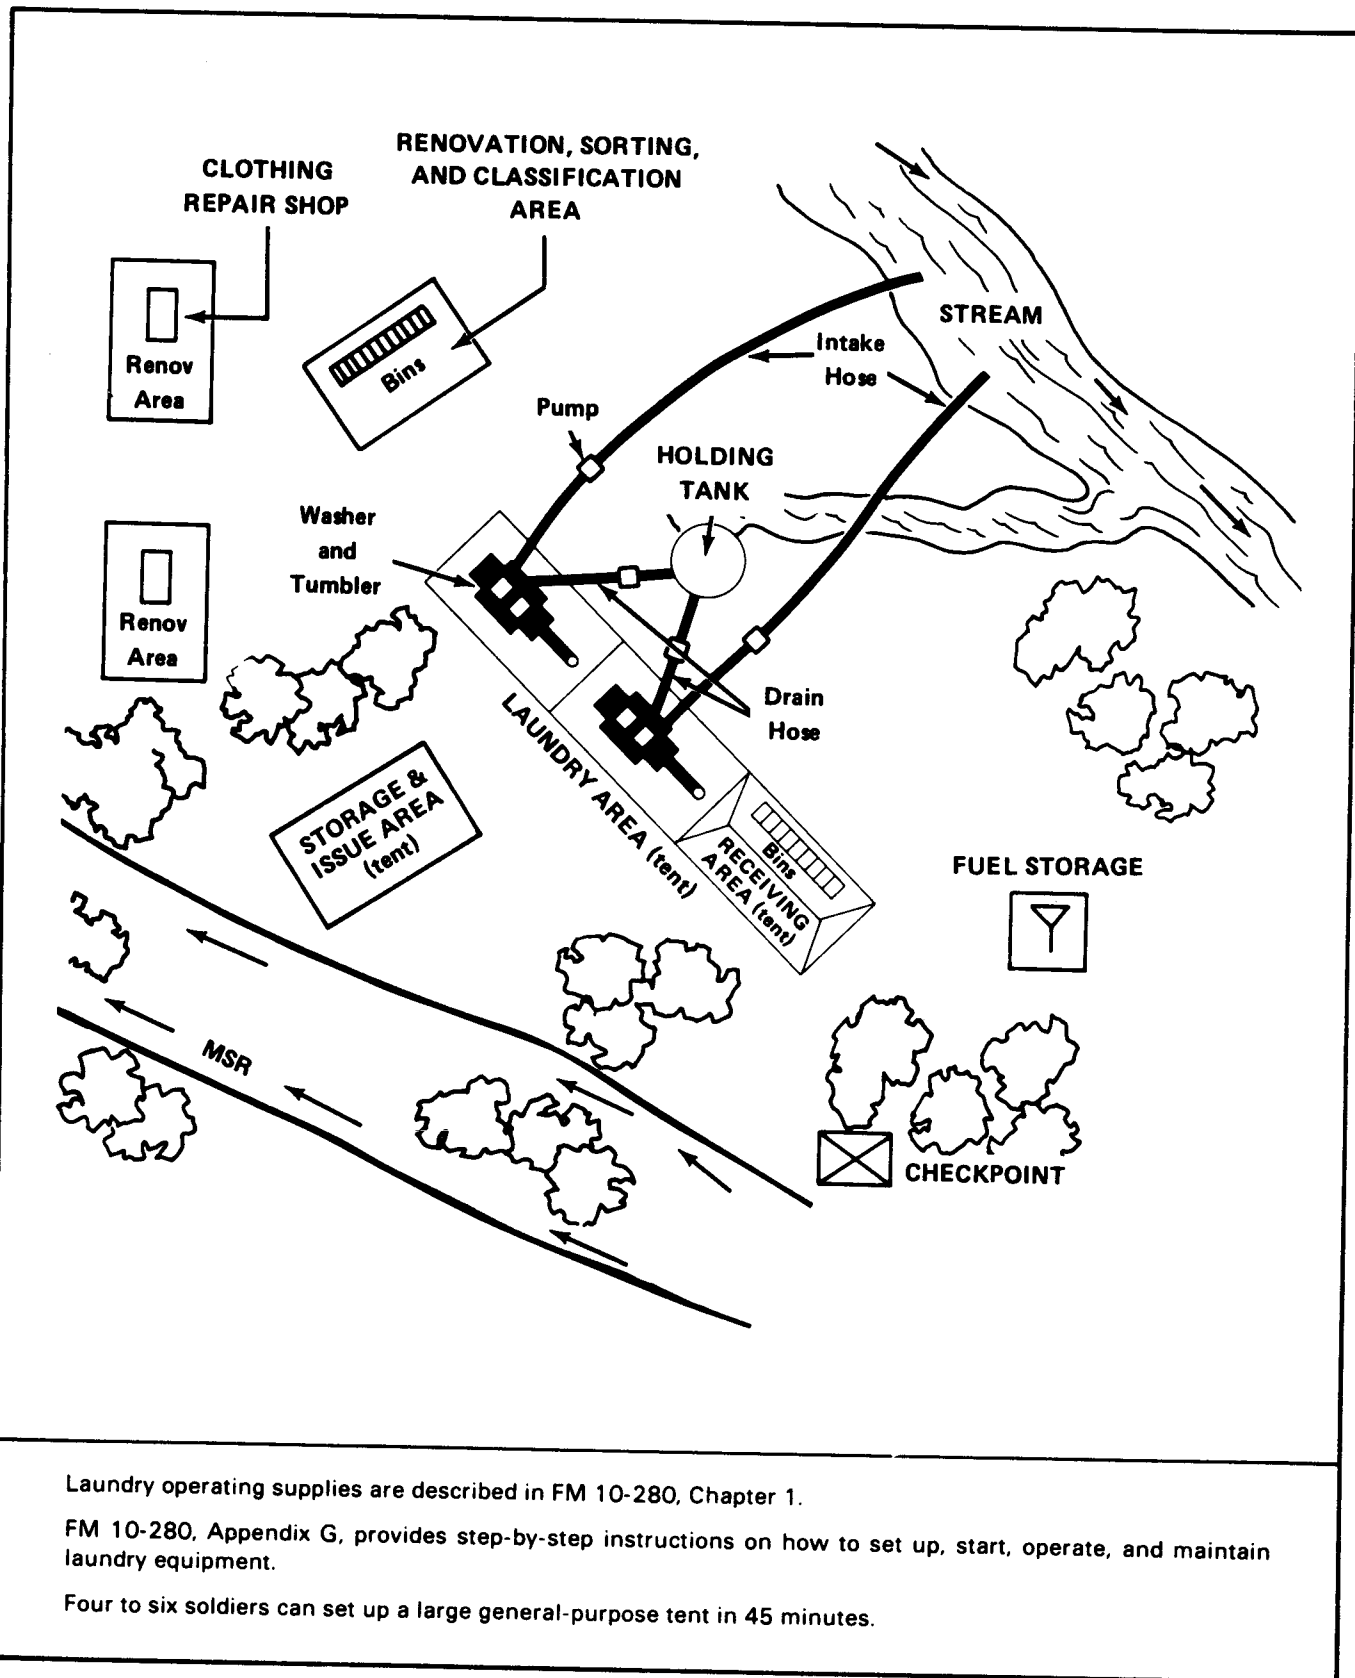 RENOVATION, SORTING,
AND CLASSIFICATION
AREA
CLOTHING
REPAIR SHOP
Renov
Area
Bins
STREAM
Intake
Hose
Pump
HOLDING
TANK
Washer
and
Tumbler
Renov
Area
Drain
Hose
LAUNDRY AREA (tent)
STORAGE &
ISSUE AREA
(tent)
Bins
RECEIVING
AREA (tent)
FUEL STORAGE
MSR
CHECKPOINT
Laundry operating supplies are described in FM 10-280, Chapter 1.
FM 10-280, Appendix G, provides step-by-step instructions on how to set up, start, operate, and maintain
laundry equipment.
Four to six soldiers can set up a large general-purpose tent in 45 minutes.